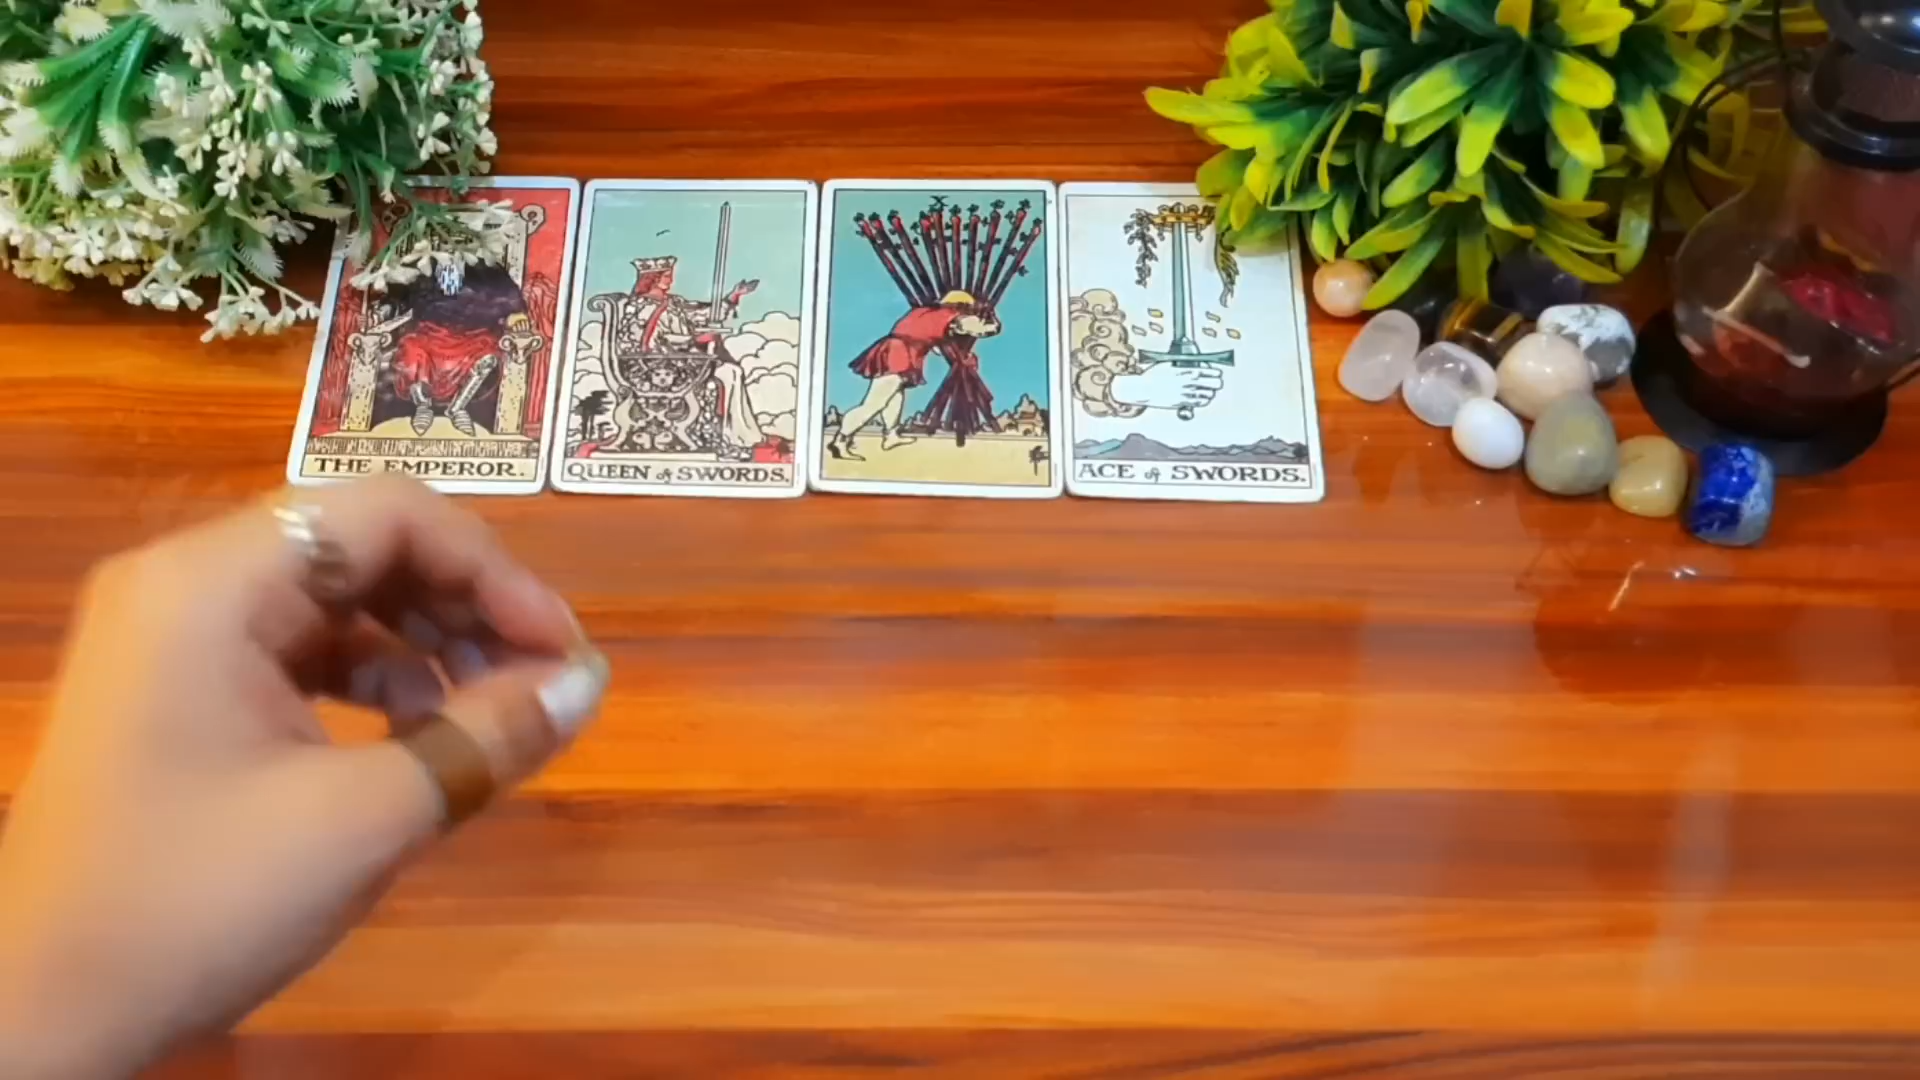 THE EMPEROR.
QUEEN of SWORDS.
X
ACE of SWORDS.